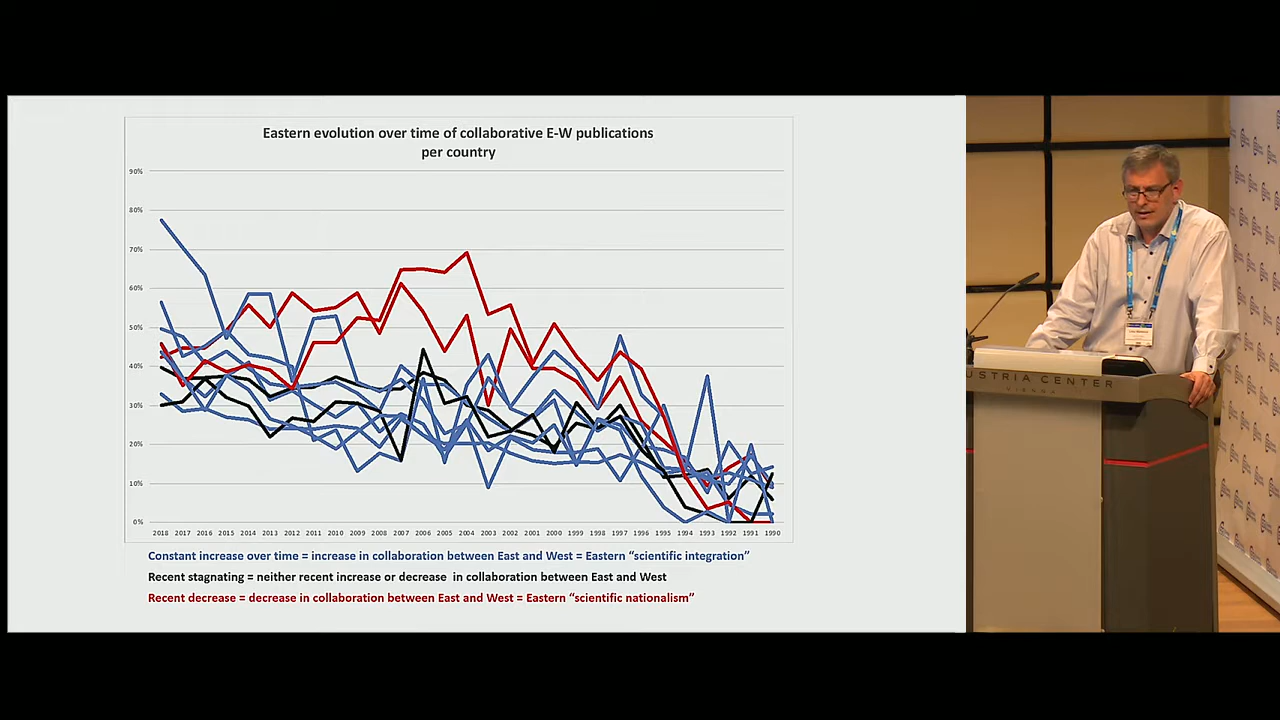 Eastern evolution over time of collaborative E-W publications
per country
90%
80%
70%
60%
50%
40%
30%
20%
10%
0%
2018 2017 2016 2015 2014 2013 2012 2011 2010 2009 2008 2007 2006 2005 2004 2003 2002 2001 2000 1999 1998 1997 1996 1995 1994 1993 1992 1991 1990
Constant increase over time = increase in collaboration between East and West = Eastern “scientific integration”
Recent stagnating = neither recent increase or decrease in collaboration between East and West
Recent decrease = decrease in collaboration between East and West = Eastern “scientific nationalism”
USTRIA CENTER
VIENNA